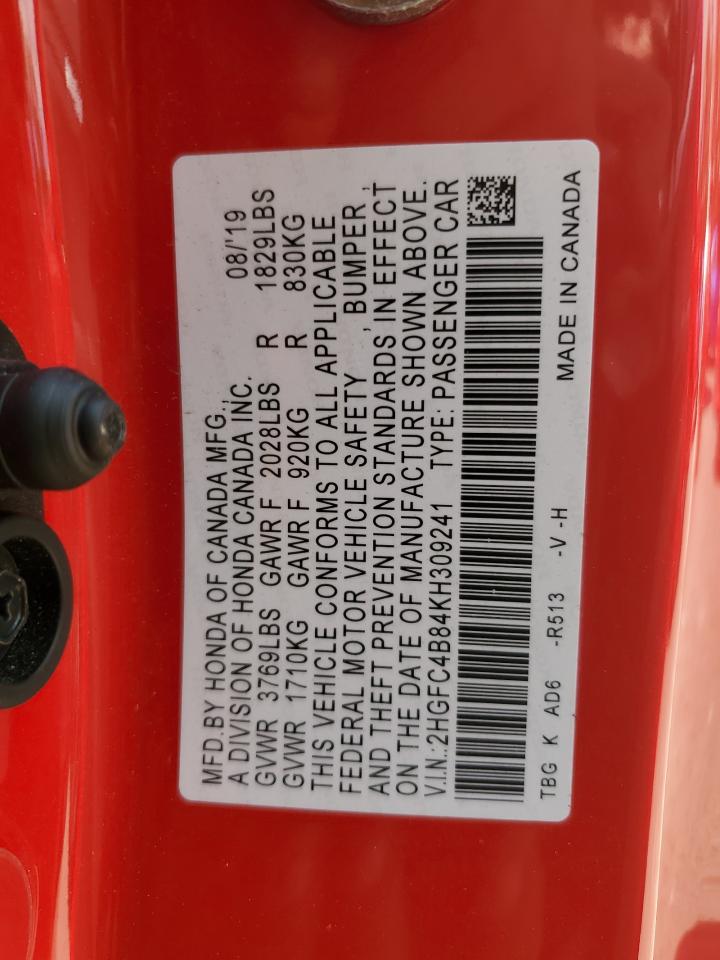 MFD.BY HONDA OF CANADA MFG., 08/'19
A DIVISION OF HONDA CANADA INC.
GVWR 3769LBS GAWR F 2028LBS R 1829LBS
GVWR 1710KG GAWR F 920KG R 830KG
THIS VEHICLE CONFORMS TO ALL APPLICABLE
FEDERAL MOTOR VEHICLE SAFETY, BUMPER,
AND THEFT PREVENTION STANDARDS, IN EFFECT
ON THE DATE OF MANUFACTURE SHOWN ABOVE.
V.I.N.:2HGFC4B84KH309241 TYPE: PASSENGER CAR
TBG K AD6 -R513 -V -H MADE IN CANADA